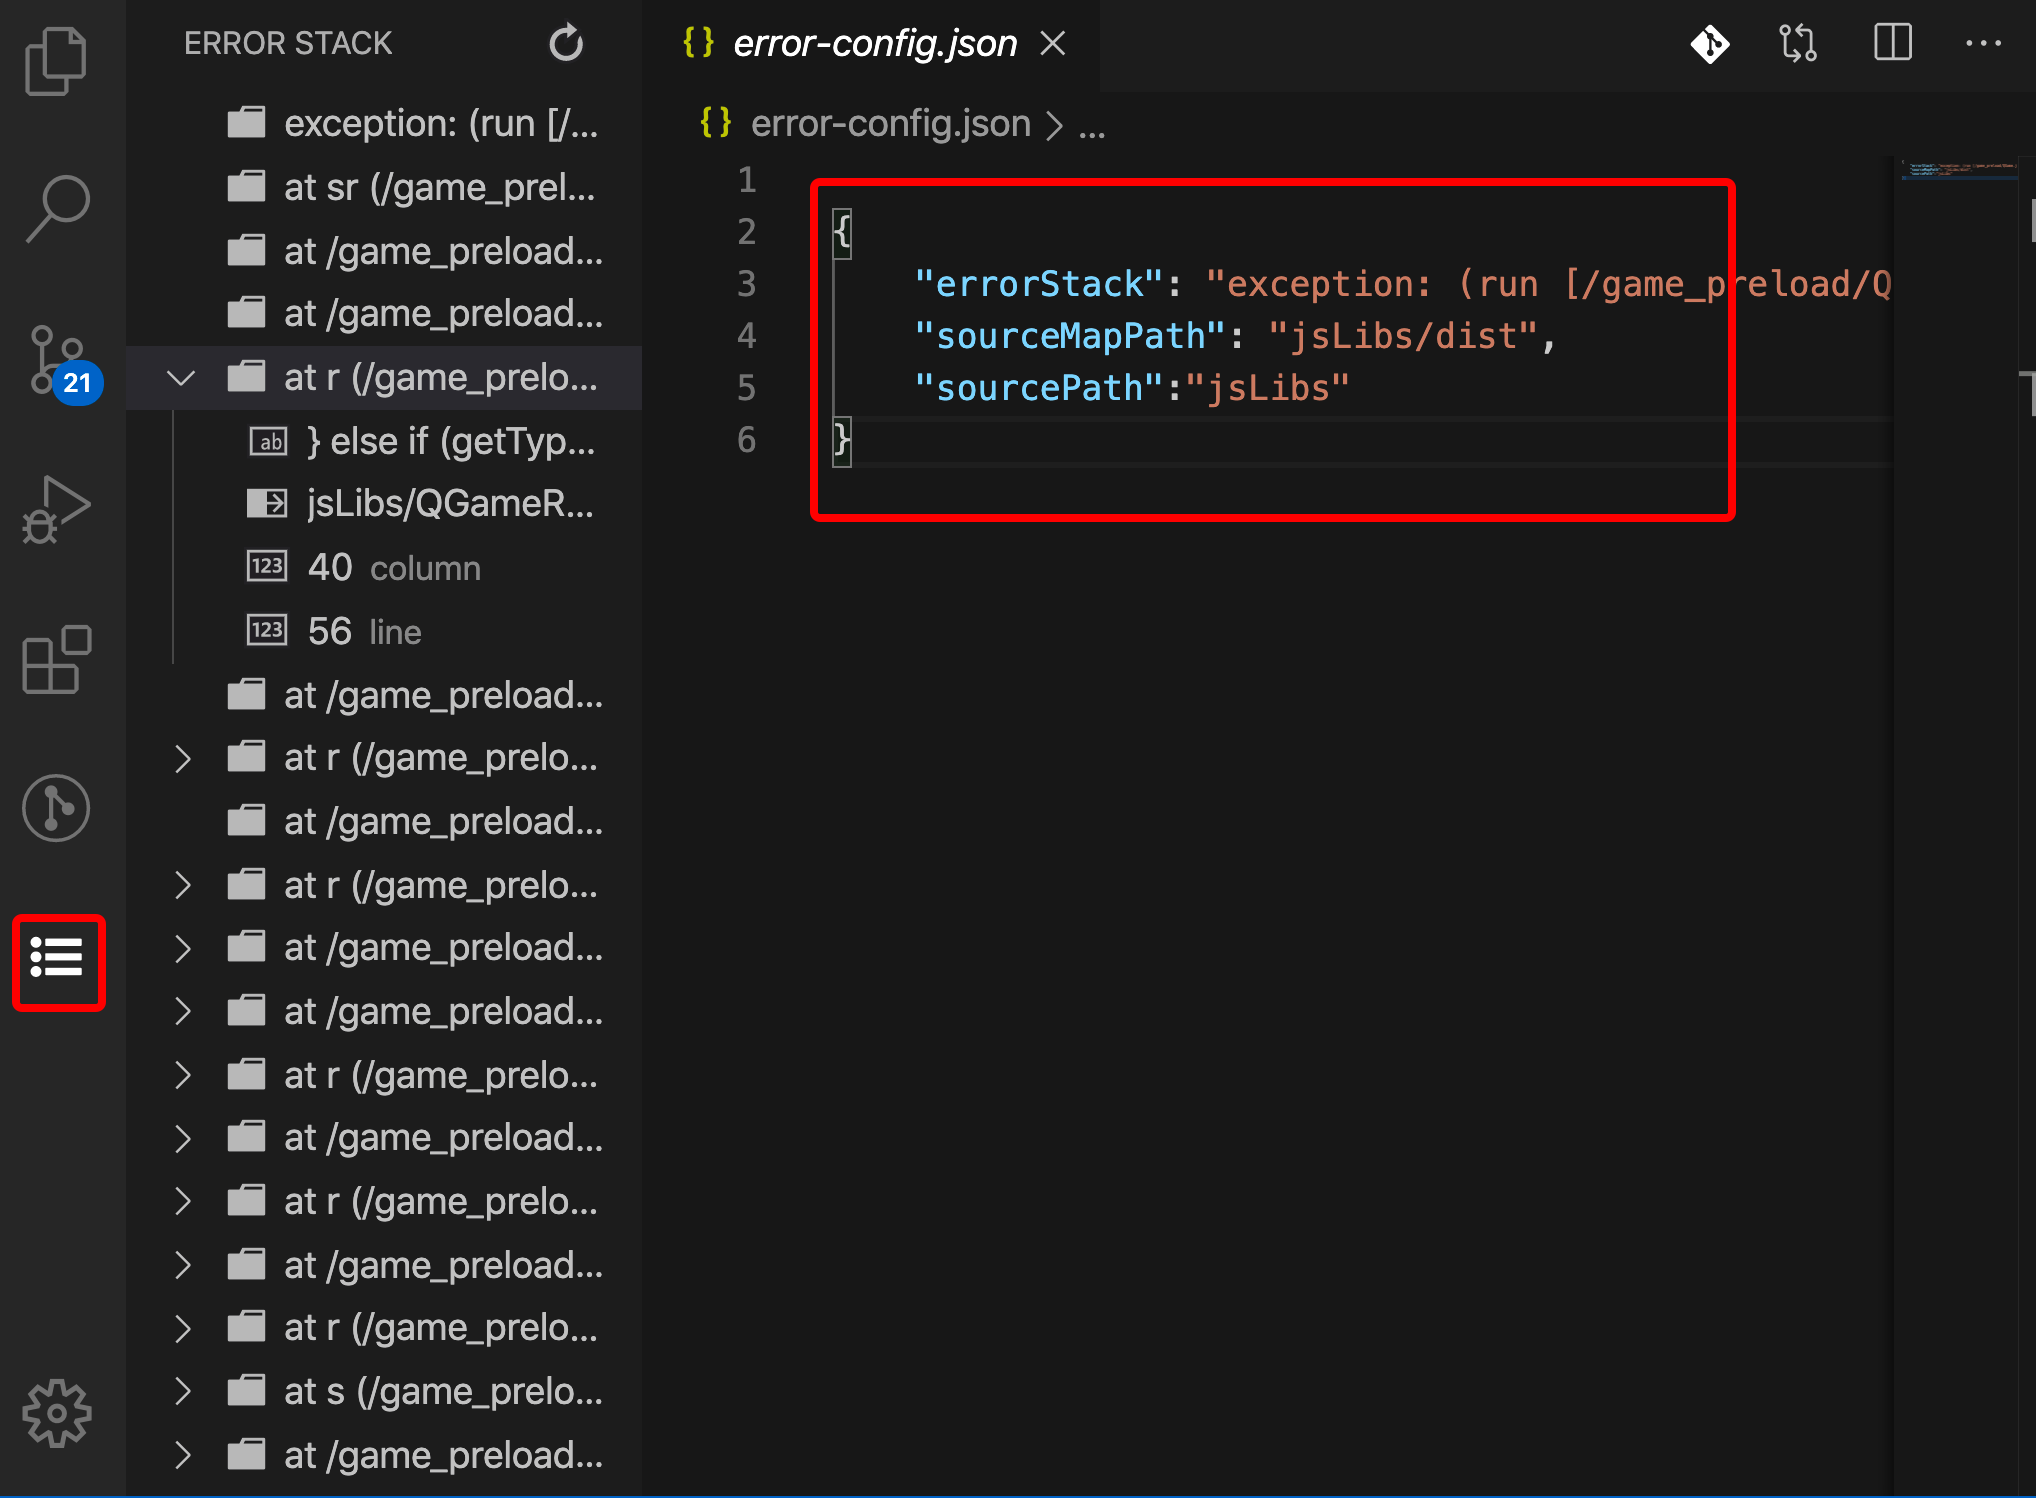 ERROR STACK
exception: (run [/...
at sr (/game_prel...
at /game_preload...
at /game_preload...
at r (/game_prelo...
} else if (getTyp...
jsLibs/QGameR...
40 column
56 line
at /game_preload...
at r (/game_prelo...
at /game_preload...
at r (/game_prelo...
at /game_preload...
at /game_preload...
at r (/game_prelo...
at /game_preload...
at r (/game_prelo...
at /game_preload...
at r (/game_prelo...
at s (/game_prelo...
at /game_preload...
21
ab
123
123
{} error-config.json
{} error-config.json > ...
1
2 {
3 "errorStack": "exception: (run [/game_preload/Q
4 "sourceMapPath": "jsLibs/dist",
5 "sourcePath":"jsLibs"
6 }